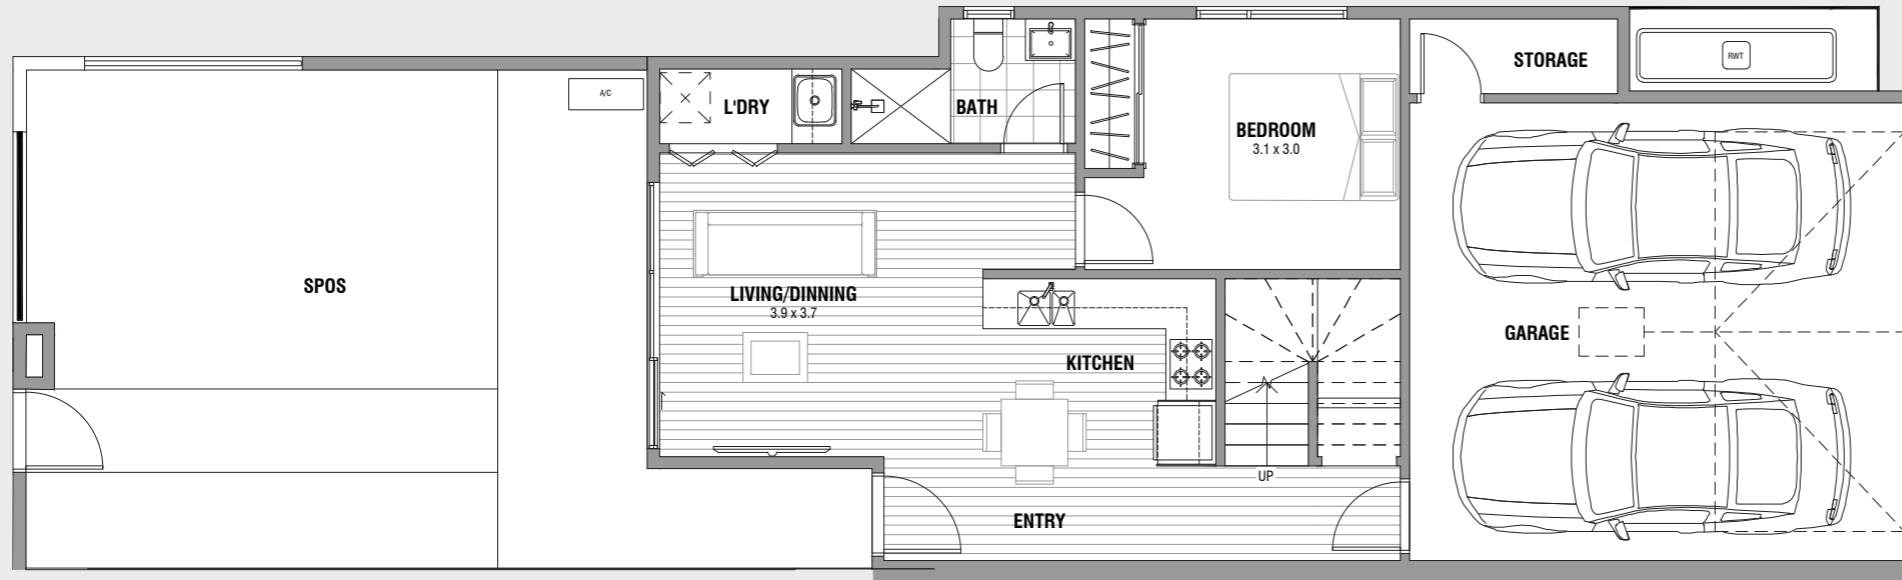 A/C
L'DRY
BATH
BEDROOM
3.1 x 3.0
STORAGE
RWT
SPOS
LIVING/DINNING
3.9 x 3.7
KITCHEN
GARAGE
UP
ENTRY